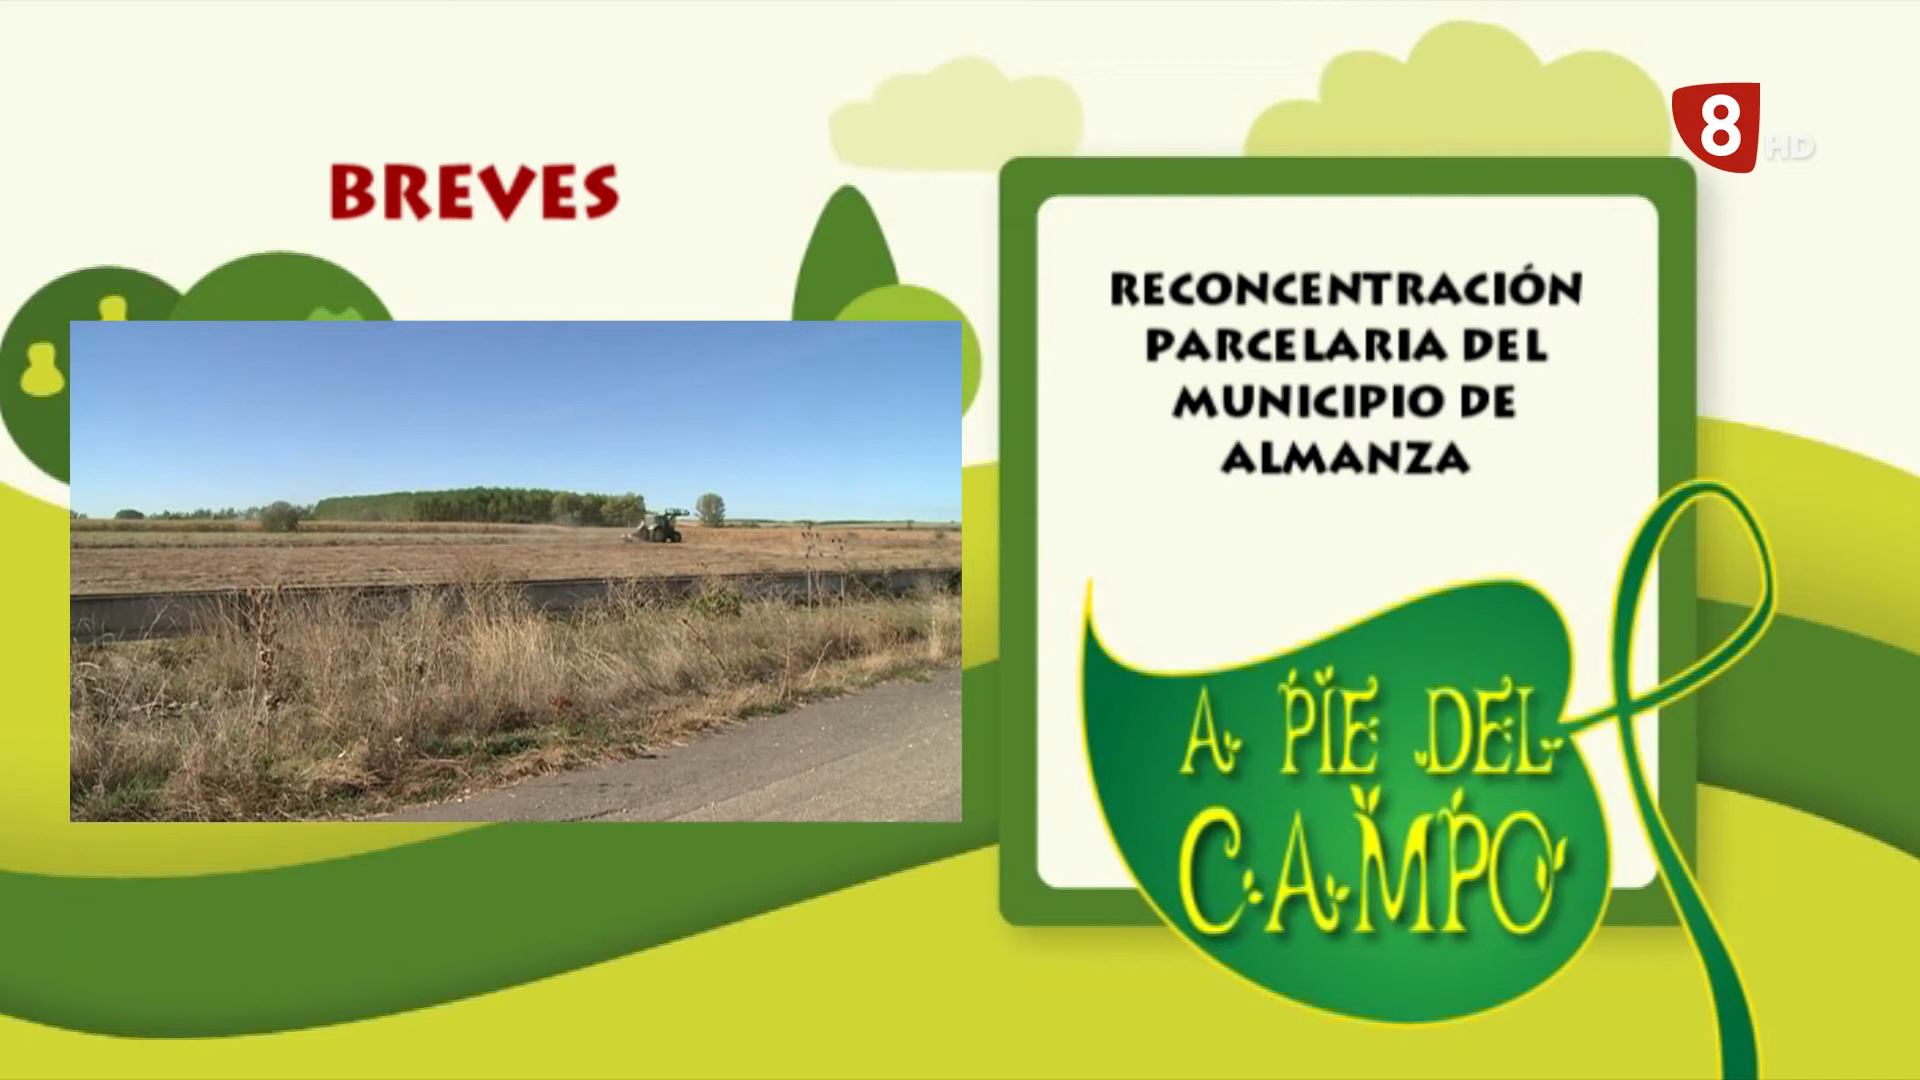 8 HD
BREVES
RECONCENTRACIÓN
PARCELARIA DEL
MUNICIPIO DE
ALMANZA
A PIE DEL
CAMPO